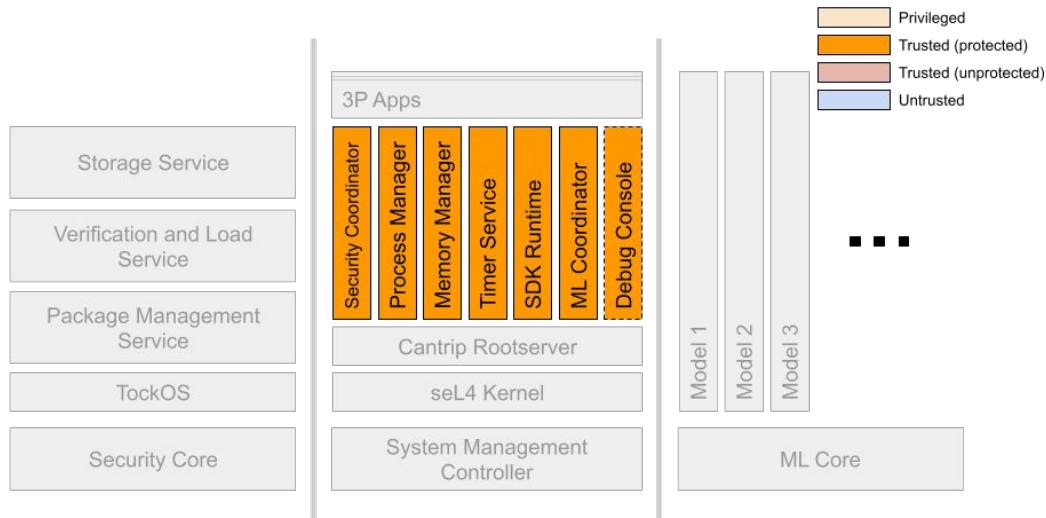 Privileged
Trusted (protected)
Trusted (unprotected)
Untrusted
Storage Service
Verification and Load
Service
Package Management
Service
TockOS
Security Core
3P Apps
Security Coordinator
Process Manager
Memory Manager
Timer Service
SDK Runtime
ML Coordinator
Debug Console
Cantrip Rootserver
seL4 Kernel
System Management
Controller
Model 1
Model 2
Model 3
ML Core